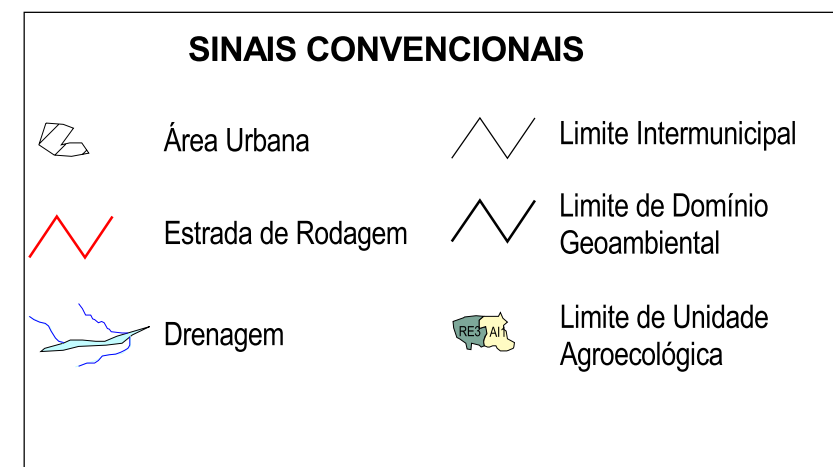 SINAIS CONVENCIONAIS
Área Urbana
Estrada de Rodagem
Drenagem
Limite Intermunicipal
Limite de Domínio
Geoambiental
RE3 AI1
Limite de Unidade
Agroecológica